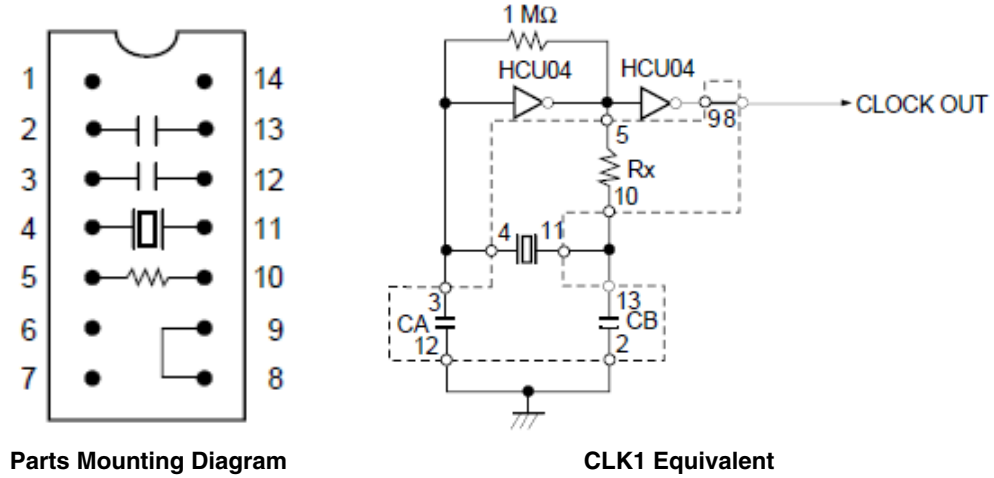 1 14
2 13
3 12
4 11
5 10
6 9
7 8
Parts Mounting Diagram
1 MΩ
HCU04 HCU04
9 8 CLOCK OUT
5
Rx
10
4 11
3 13
CA CB
12 2
CLK1 Equivalent